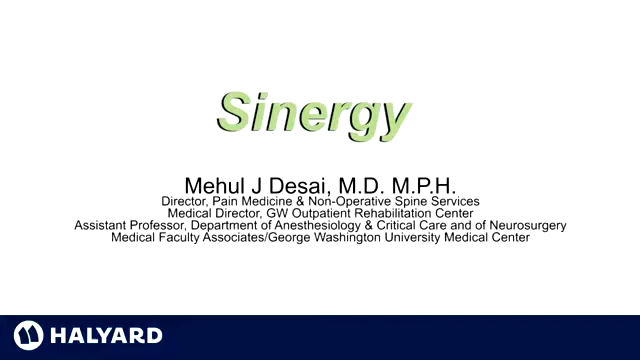 Sinergy
Mehul J Desai, M.D. M.P.H.
Director, Pain Medicine & Non-Operative Spine Services
Medical Director, GW Outpatient Rehabilitation Center
Assistant Professor, Department of Anesthesiology & Critical Care and of Neurosurgery
Medical Faculty Associates/George Washington University Medical Center
HALYARD